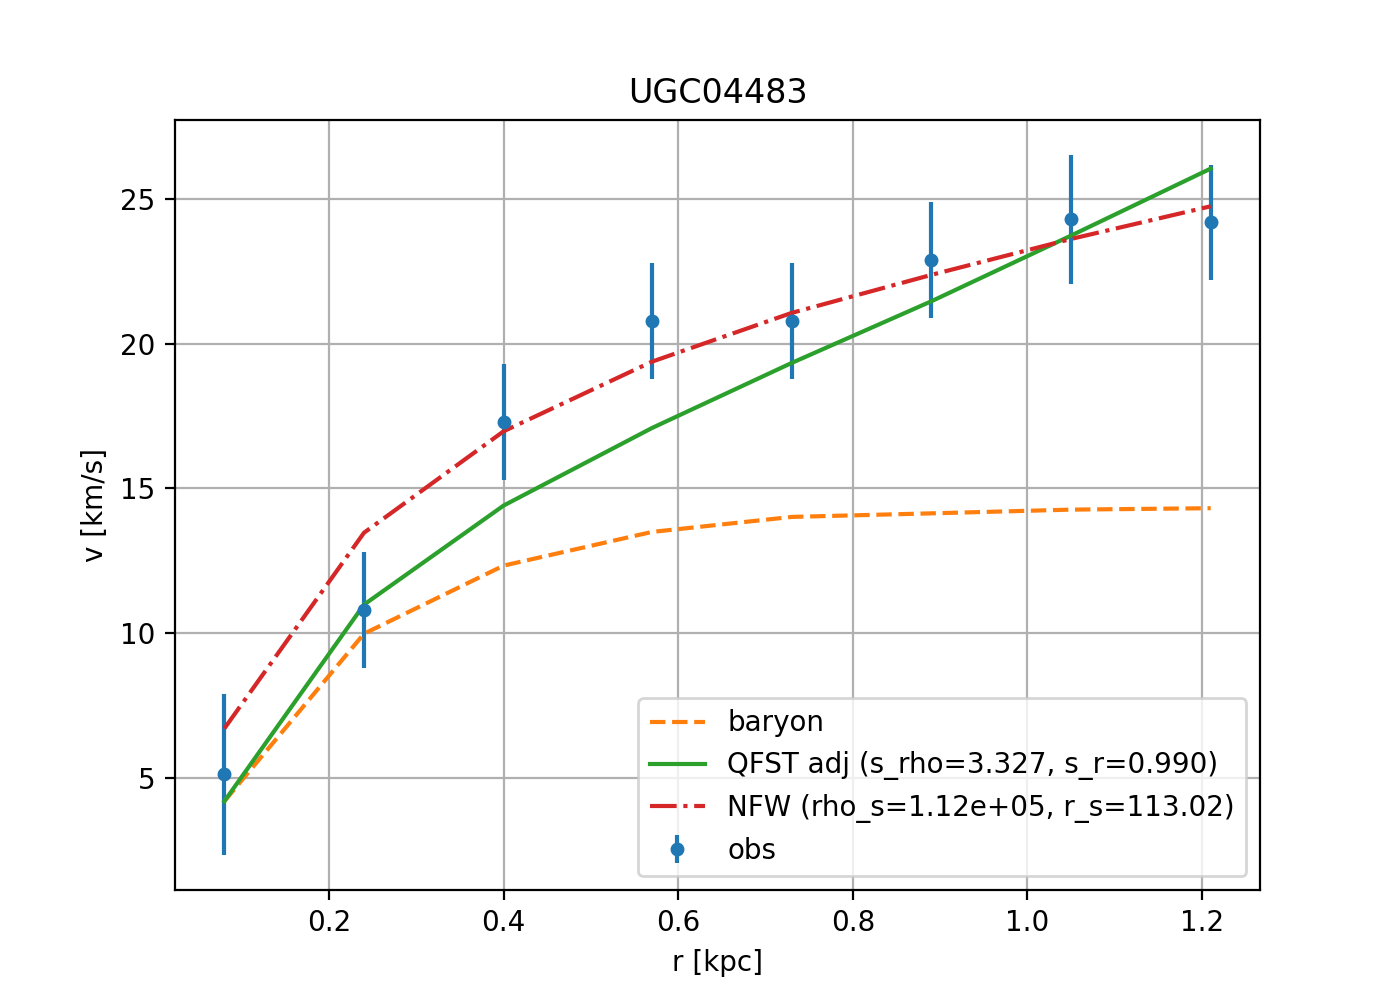 UGC04483
v [km/s]
25
20
15
10
5
baryon
QFST adj (s_rho=3.327, s_r=0.990)
NFW (rho_s=1.12e+05, r_s=113.02)
obs
0.2 0.4 0.6 0.8 1.0 1.2
r [kpc]